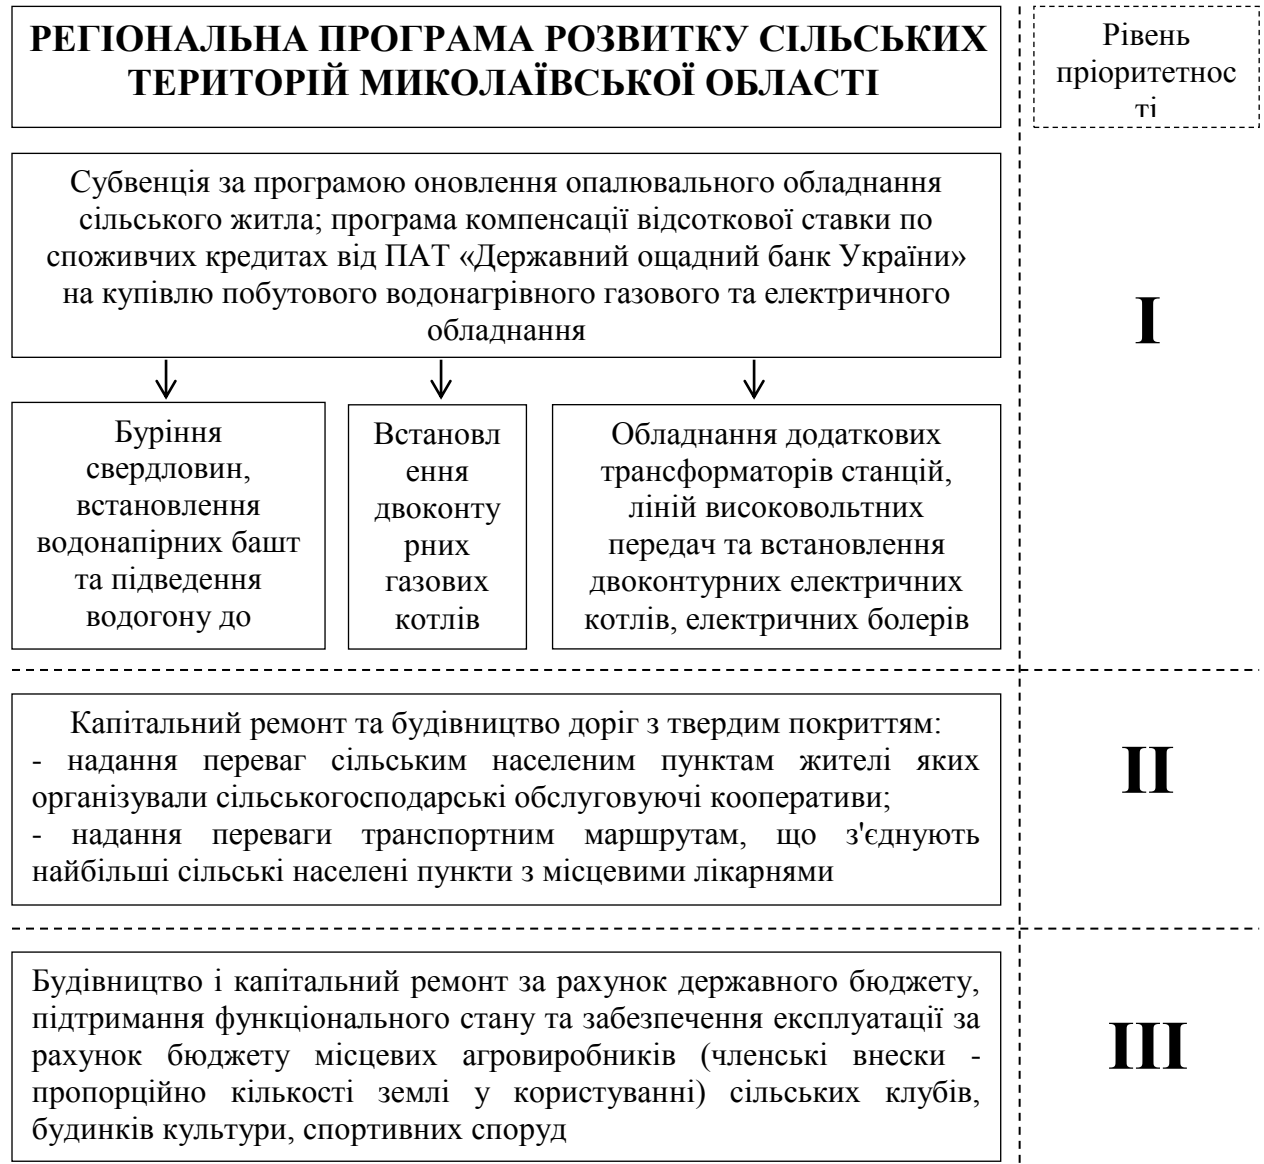 РЕГІОНАЛЬНА ПРОГРАМА РОЗВИТКУ СІЛЬСЬКИХ
ТЕРИТОРІЙ МИКОЛАЇВСЬКОЇ ОБЛАСТІ
Рівень
пріоритетнос
ті
Субвенція за програмою оновлення опалювального обладнання
сільського житла; програма компенсації відсоткової ставки по
споживчих кредитах від ПАТ «Державний ощадний банк України»
на купівлю побутового водонагрівного газового та електричного
обладнання
I
Буріння
свердловин,
встановлення
водонапірних башт
та підведення
водогону до
Встановл
ення
двоконту
рних
газових
котлів
Обладнання додаткових
трансформаторів станцій,
ліній високовольтних
передач та встановлення
двоконтурних електричних
котлів, електричних болерів
Капітальний ремонт та будівництво доріг з твердим покриттям:
- надання переваг сільським населеним пунктам жителі яких
організували сільськогосподарські обслуговуючі кооперативи;
- надання переваги транспортним маршрутам, що з'єднують
найбільші сільські населені пункти з місцевими лікарнями
II
Будівництво і капітальний ремонт за рахунок державного бюджету,
підтримання функціонального стану та забезпечення експлуатації за
рахунок бюджету місцевих агровиробників (членські внески -
пропорційно кількості землі у користуванні) сільських клубів,
будинків культури, спортивних споруд
III